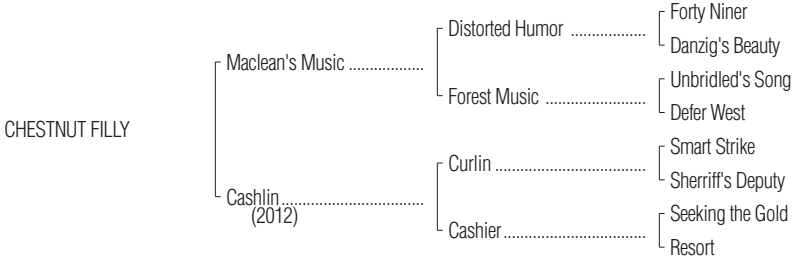 Forty Niner
Distorted Humor ..................
Danzig's Beauty
Maclean's Music ..................
Unbridled's Song
Forest Music ........................
Defer West
CHESTNUT FILLY
Smart Strike
Curlin ....................................
Sherriff's Deputy
Cashlin..................................
(2012)
Seeking the Gold
Cashier..................................
Resort